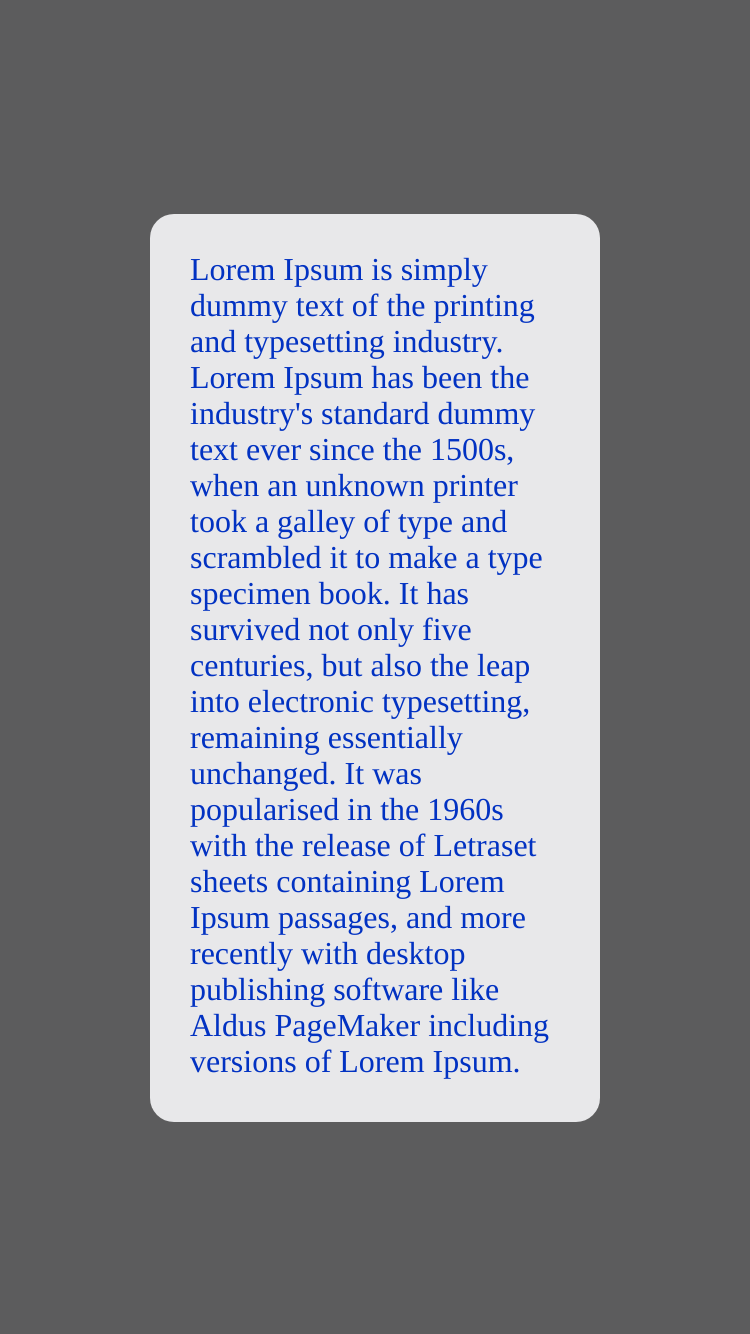 Lorem Ipsum is simply
dummy text of the printing
and typesetting industry.
Lorem Ipsum has been the
industry's standard dummy
text ever since the 1500s,
when an unknown printer
took a galley of type and
scrambled it to make a type
specimen book. It has
survived not only five
centuries, but also the leap
into electronic typesetting,
remaining essentially
unchanged. It was
popularised in the 1960s
with the release of Letraset
sheets containing Lorem
Ipsum passages, and more
recently with desktop
publishing software like
Aldus PageMaker including
versions of Lorem Ipsum.